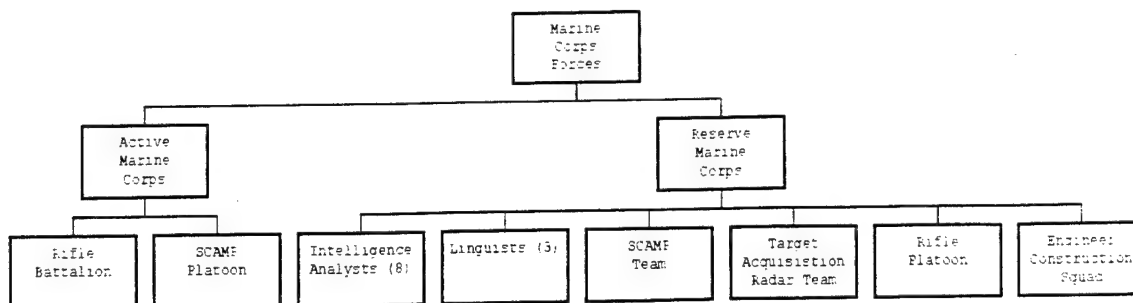 Marine
Corps
Forces
Active
Marine
Corps
Reserve
Marine
Corps
Rifle
Battalion
SCAMP
Platoon
Intelligence
Analysts (8)
Linguists (3)
SCAMP
Team
Target
Acquisistion
Radar Team
Rifle
Platoon
Engineer
Construction
Squad